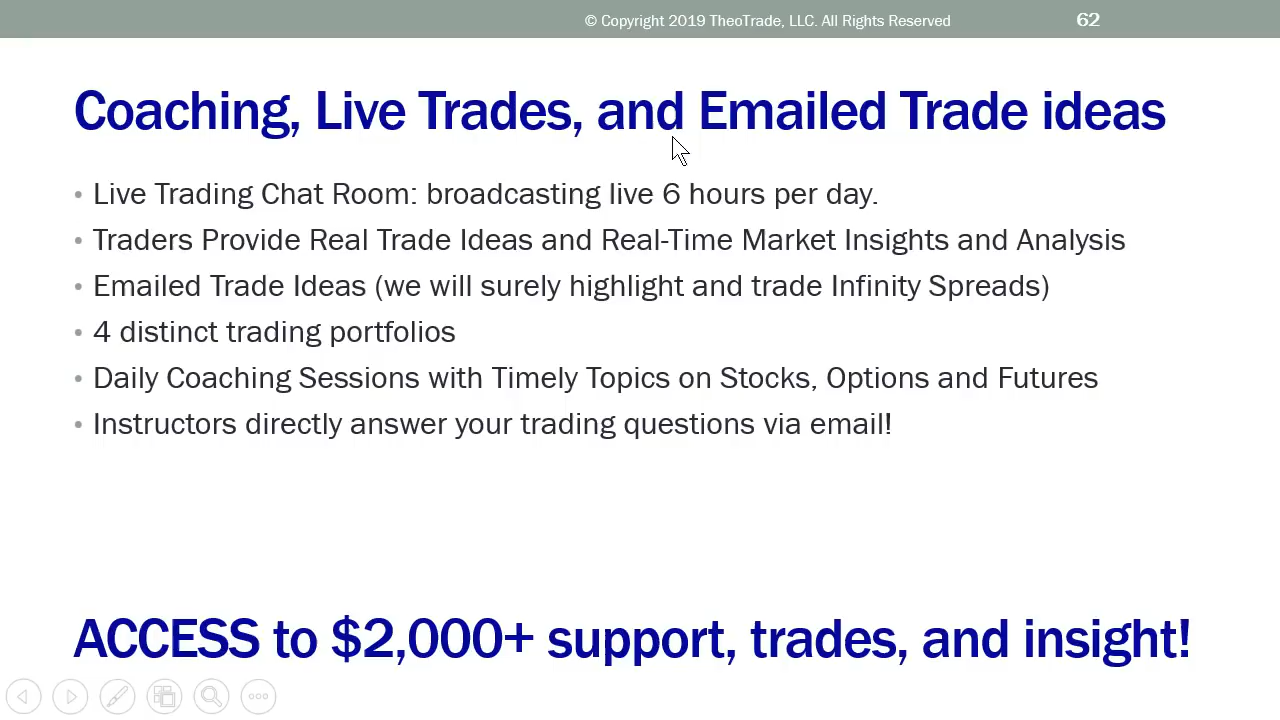 © Copyright 2019 TheoTrade, LLC. All Rights Reserved 62
Coaching, Live Trades, and Emailed Trade ideas
• Live Trading Chat Room: broadcasting live 6 hours per day.
• Traders Provide Real Trade Ideas and Real-Time Market Insights and Analysis
• Emailed Trade Ideas (we will surely highlight and trade Infinity Spreads)
• 4 distinct trading portfolios
• Daily Coaching Sessions with Timely Topics on Stocks, Options and Futures
• Instructors directly answer your trading questions via email!
ACCESS to $2,000+ support, trades, and insight!